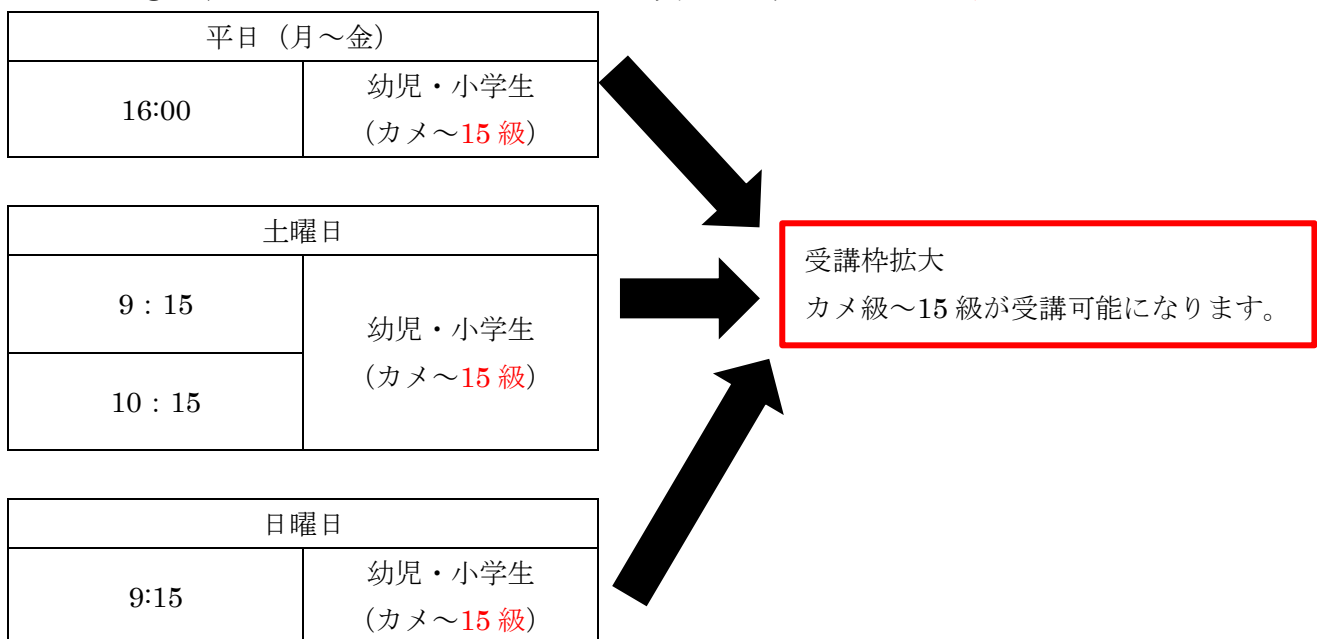 平日（月～金）
16:00
幼児・小学生
（カメ～15 級）
土曜日
9：15
幼児・小学生
（カメ～15 級）
10：15
受講枠拡大
カメ級～15 級が受講可能になります。
日曜日
9:15
幼児・小学生
（カメ～15 級）